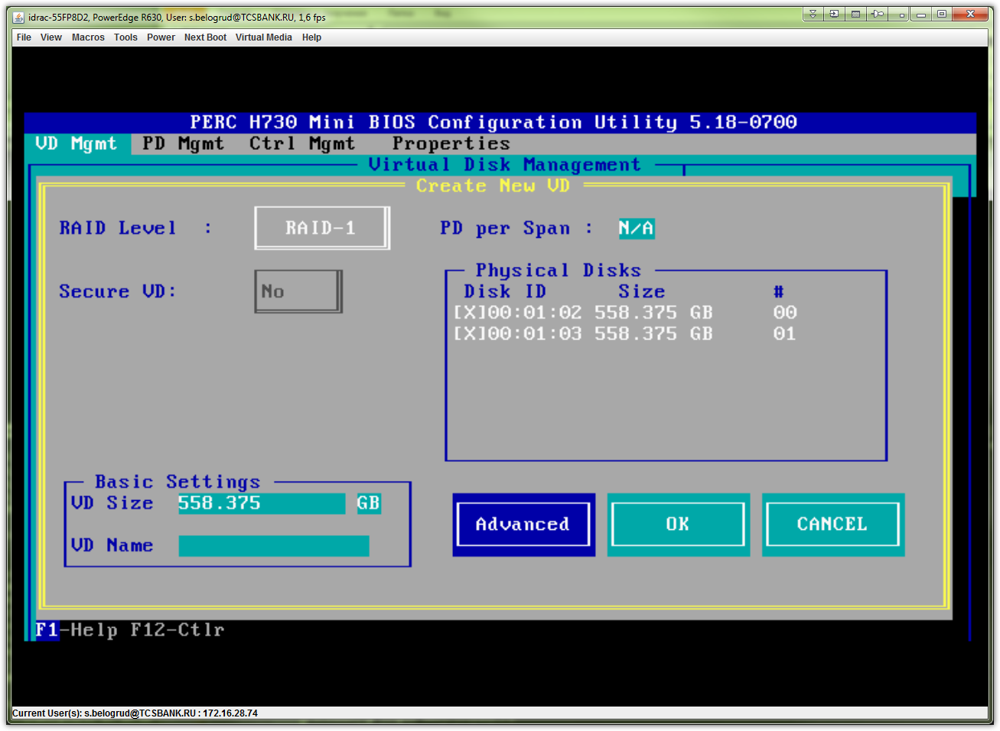 idrac-55FP8D2, PowerEdge R630, User: s.belogrud@TCSBANK.RU, 1,6 fps
File View Macros Tools Power Next Boot Virtual Media Help
PERC H730 Mini BIOS Configuration Utility 5.18-0700
VD Mgmt PD Mgmt Ctrl Mgmt Properties
Virtual Disk Management
Create New VD
RAID Level : RAID-1 PD per Span : N/A
Physical Disks
Secure VD: No Disk ID Size #
[X]00:01:02 558.375 GB 00
[X]00:01:03 558.375 GB 01
Basic Settings
VD Size 558.375 GB
Advanced OK CANCEL
VD Name
F1-Help F12-Ctlr
Current User(s): s.belogrud@TCSBANK.RU : 172.16.28.74